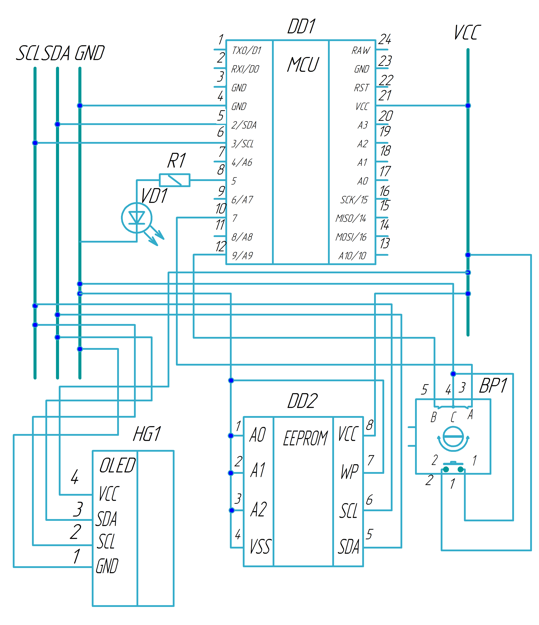 SCL SDA GND
DD1
VCC
MCU
1 TXO/D1
2 RXI/D0
3 GND
4 GND
5 2/SDA
6 3/SCL
7 4/A6
8 5
9 6/A7
10 7
11 8/A8
12 9/A9
RAW 24
GND 23
RST 22
VCC 21
A3 20
A2 19
A1 18
A0 17
SCK/15 16
MISO/14 15
MOSI/16 14
A10/10 13
R1
VD1
BP1
5 4 3
B C A
2 1
2 1
DD2
EEPROM
1 A0
2 A1
3 A2
4 VSS
VCC 8
WP 7
SCL 6
SDA 5
HG1
OLED
4 VCC
3 SDA
2 SCL
1 GND